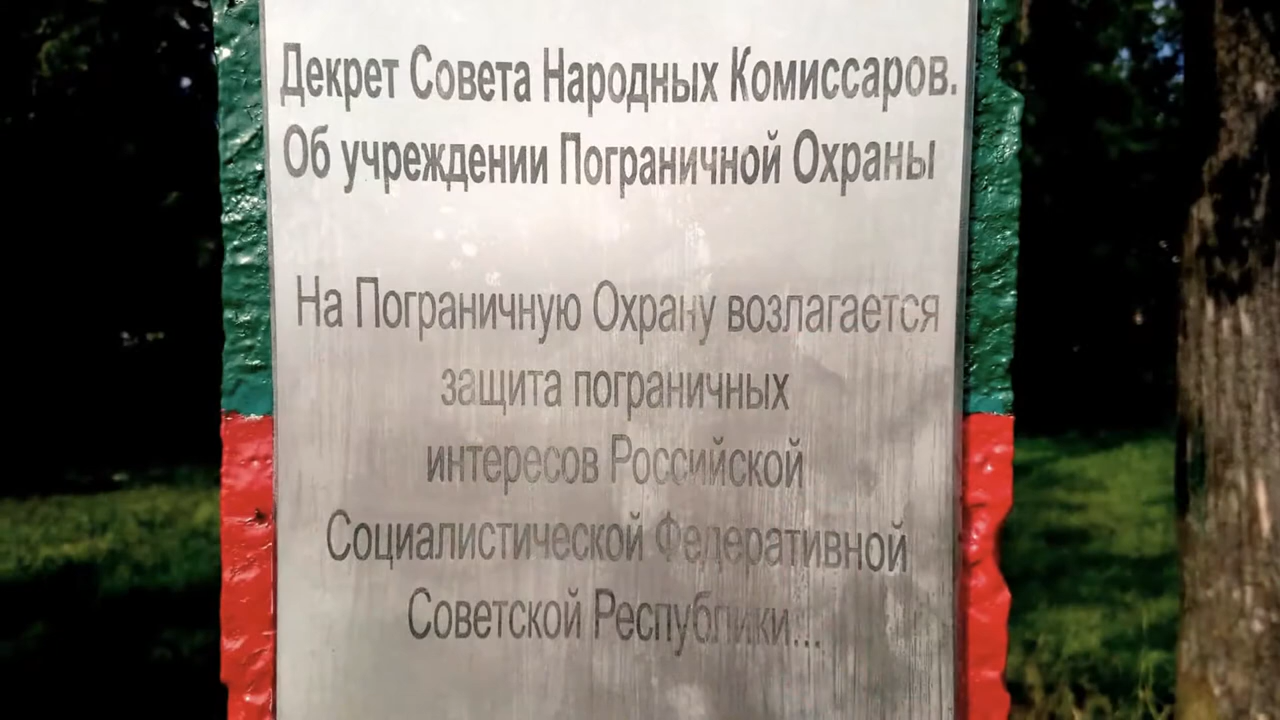 Декрет Совета Народных Комиссаров.
Об учреждении Пограничной Охраны
На Пограничную Охрану возлагается
защита пограничных
интересов Российской
Социалистической Федеративной
Советской Республики...